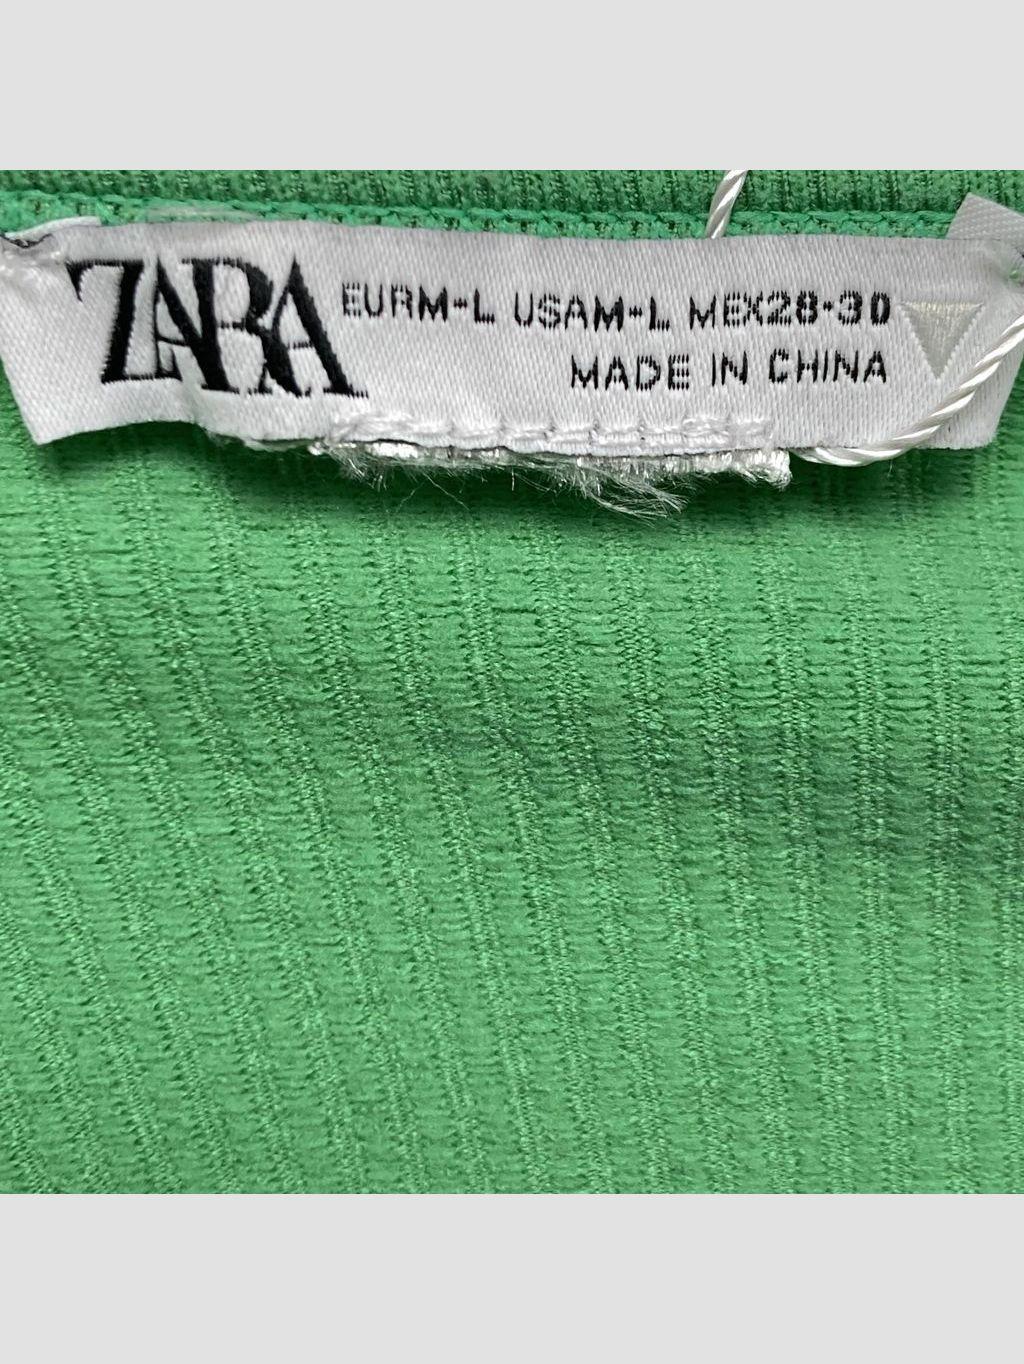 ZARA EURM-L USAM-L MEX28-30
MADE IN CHINA